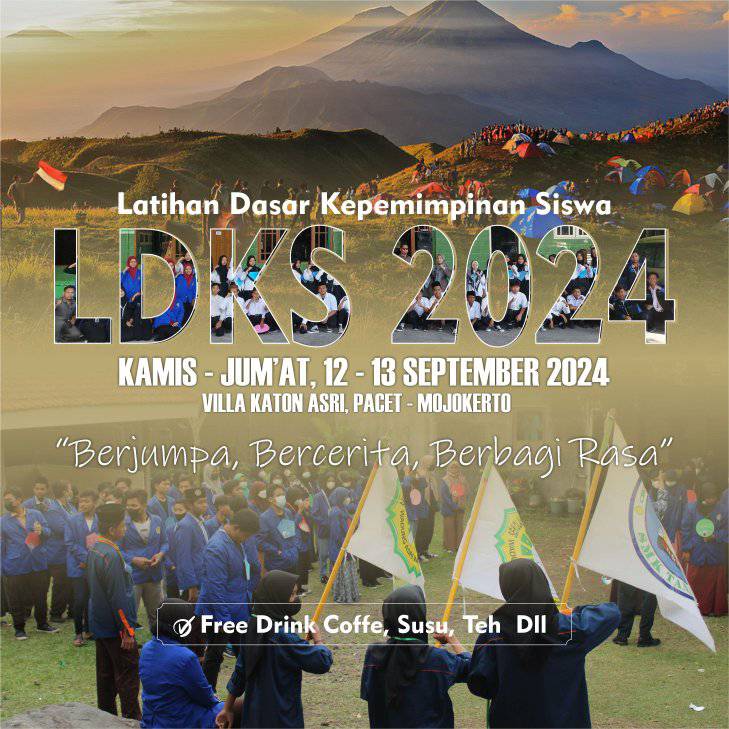 Latihan Dasar Kepemimpinan Siswa
LDKS 2024
KAMIS - JUM'AT, 12 - 13 SEPTEMBER 2024
VILLA KATON ASRI, PACET - MOJOKERTO
"Berjumpa, Bercerita, Berbagi Rasa"
SMK
Free Drink Coffe, Susu, Teh Dll